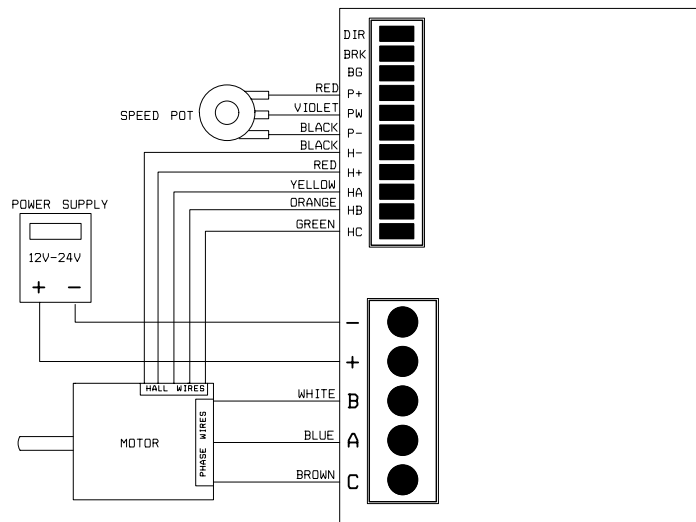 DIR
BRK
BG
RED P+
SPEED POT VIOLET PW
BLACK P-
BLACK H-
RED H+
YELLOW HA
ORANGE HB
GREEN HC
POWER SUPPLY
12V-24V
+ -
-
+
HALL WIRES
WHITE B
BLUE A
BROWN C
PHASE WIRES
MOTOR